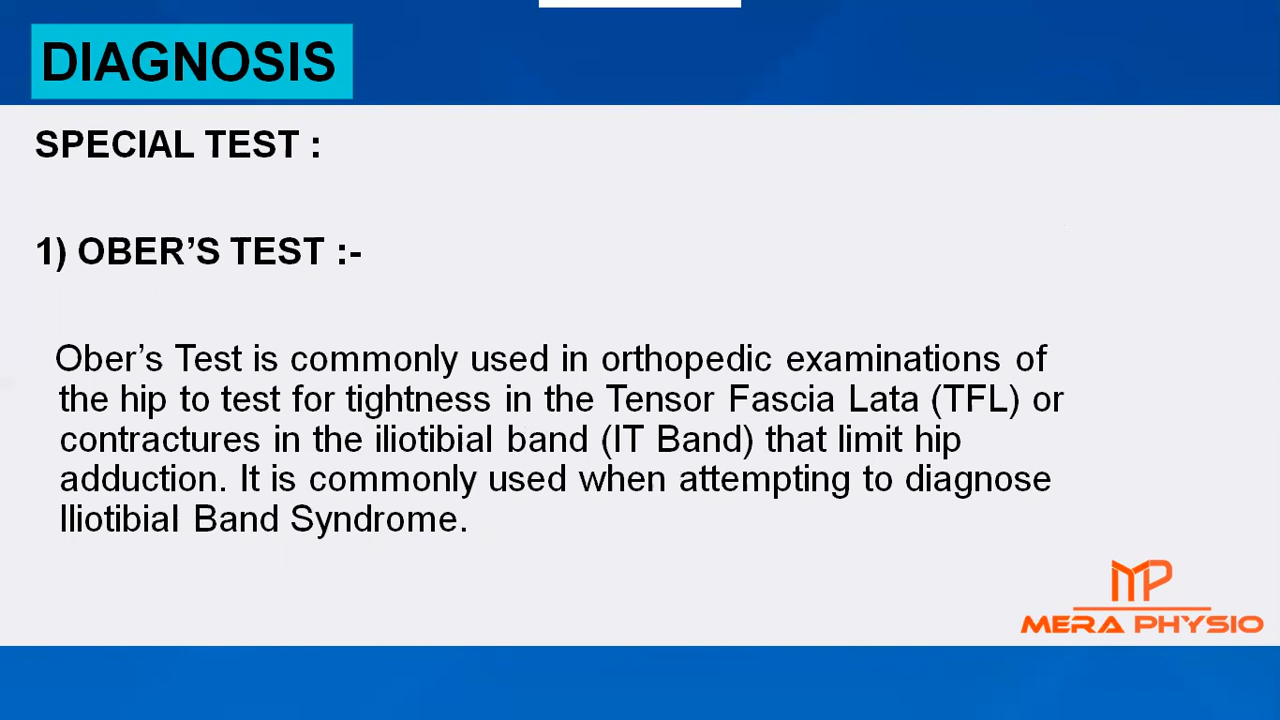 DIAGNOSIS
SPECIAL TEST :
1) OBER’S TEST :-
Ober’s Test is commonly used in orthopedic examinations of
the hip to test for tightness in the Tensor Fascia Lata (TFL) or
contractures in the iliotibial band (IT Band) that limit hip
adduction. It is commonly used when attempting to diagnose
Iliotibial Band Syndrome.
MP
MERA PHYSIO